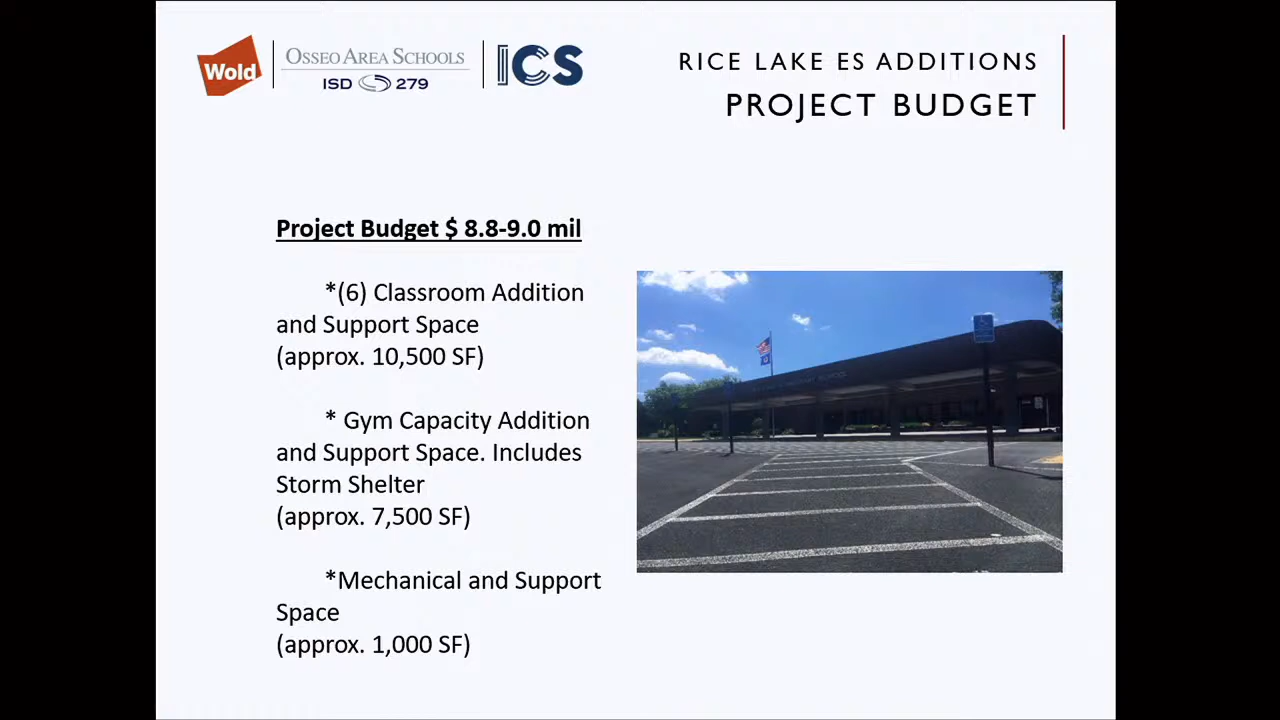 Wold
OSSEO AREA SCHOOLS
ISD 279
ICS
RICE LAKE ES ADDITIONS
PROJECT BUDGET
Project Budget $ 8.8-9.0 mil
*(6) Classroom Addition
and Support Space
(approx. 10,500 SF)
* Gym Capacity Addition
and Support Space. Includes
Storm Shelter
(approx. 7,500 SF)
*Mechanical and Support
Space
(approx. 1,000 SF)